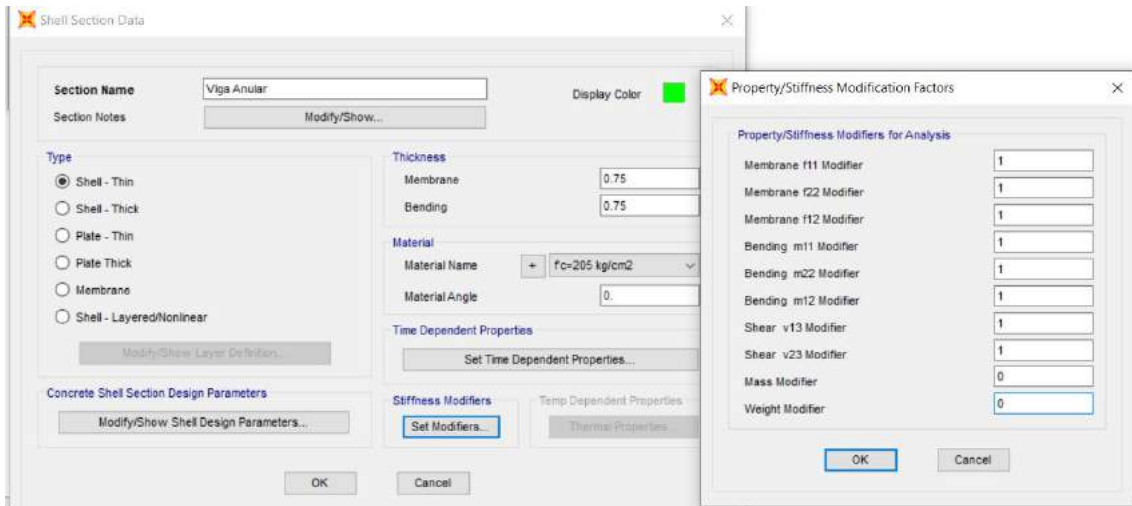 Shell Section Data
Section Name
Viga Anular
Display Color
Section Notes
Modify/Show...
Type
Shell - Thin
Shell - Thick
Plate - Thin
Plate Thick
Membrane
Shell - Layered/Nonlinear
Modify/Show Layer Definition...
Concrete Shell Section Design Parameters
Modify/Show Shell Design Parameters...
Thickness
Membrane 0.75
Bending 0.75
Material
Material Name + f'c=205 kg/cm2
Material Angle 0.
Time Dependent Properties
Set Time Dependent Properties...
Stiffness Modifiers
Set Modifiers...
Temp Dependent Properties
Thermal Properties...
OK
Cancel
Property/Stiffness Modification Factors
Property/Stiffness Modifiers for Analysis
Membrane f11 Modifier 1
Membrane f22 Modifier 1
Membrane f12 Modifier 1
Bending m11 Modifier 1
Bending m22 Modifier 1
Bending m12 Modifier 1
Shear v13 Modifier 1
Shear v23 Modifier 1
Mass Modifier 0
Weight Modifier 0
OK
Cancel